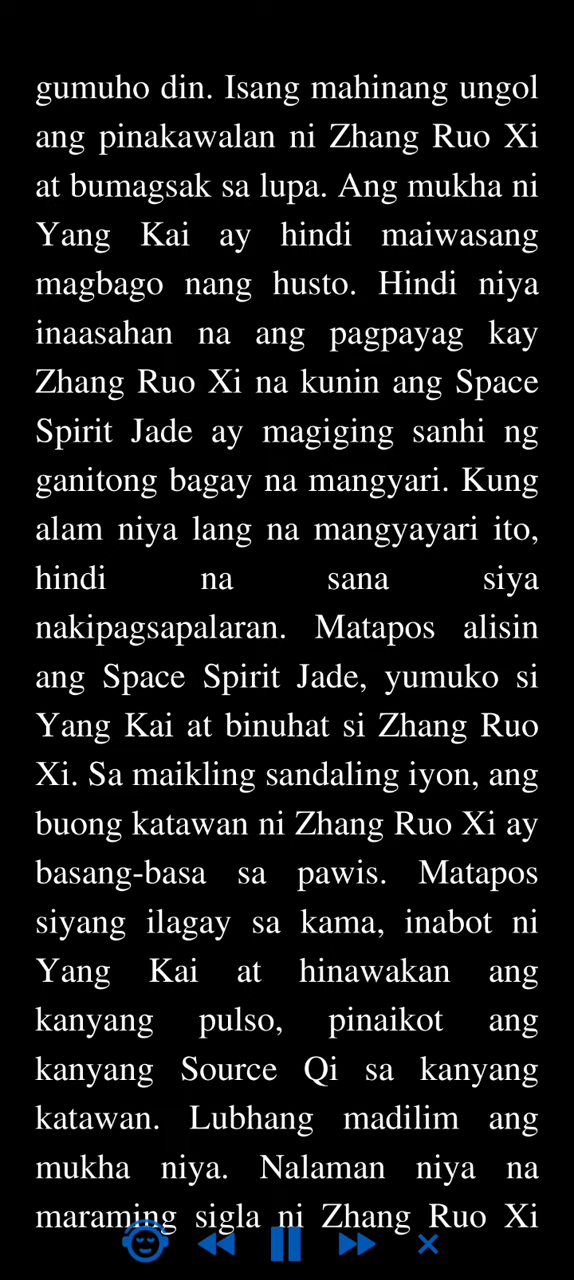 gumuho din. Isang mahinang ungol
ang pinakawalan ni Zhang Ruo Xi
at bumagsak sa lupa. Ang mukha ni
Yang Kai ay hindi maiwasang
magbago nang husto. Hindi niya
inaasahan na ang pagpayag kay
Zhang Ruo Xi na kunin ang Space
Spirit Jade ay magiging sanhi ng
ganitong bagay na mangyari. Kung
alam niya lang na mangyayari ito,
hindi na sana siya
nakipagsapalaran. Matapos alisin
ang Space Spirit Jade, yumuko si
Yang Kai at binuhat si Zhang Ruo
Xi. Sa maikling sandaling iyon, ang
buong katawan ni Zhang Ruo Xi ay
basang-basa sa pawis. Matapos
siyang ilagay sa kama, inabot ni
Yang Kai at hinawakan ang
kanyang pulso, pinaikot ang
kanyang Source Qi sa kanyang
katawan. Lubhang madilim ang
mukha niya. Nalaman niya na
maraming sigla ni Zhang Ruo Xi